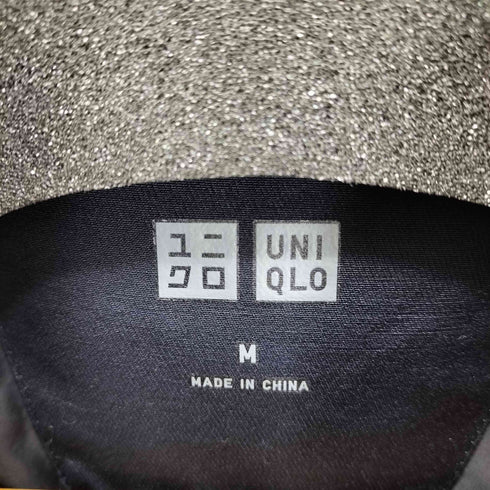 ユニ UNI
クロ QLO
M
MADE IN CHINA